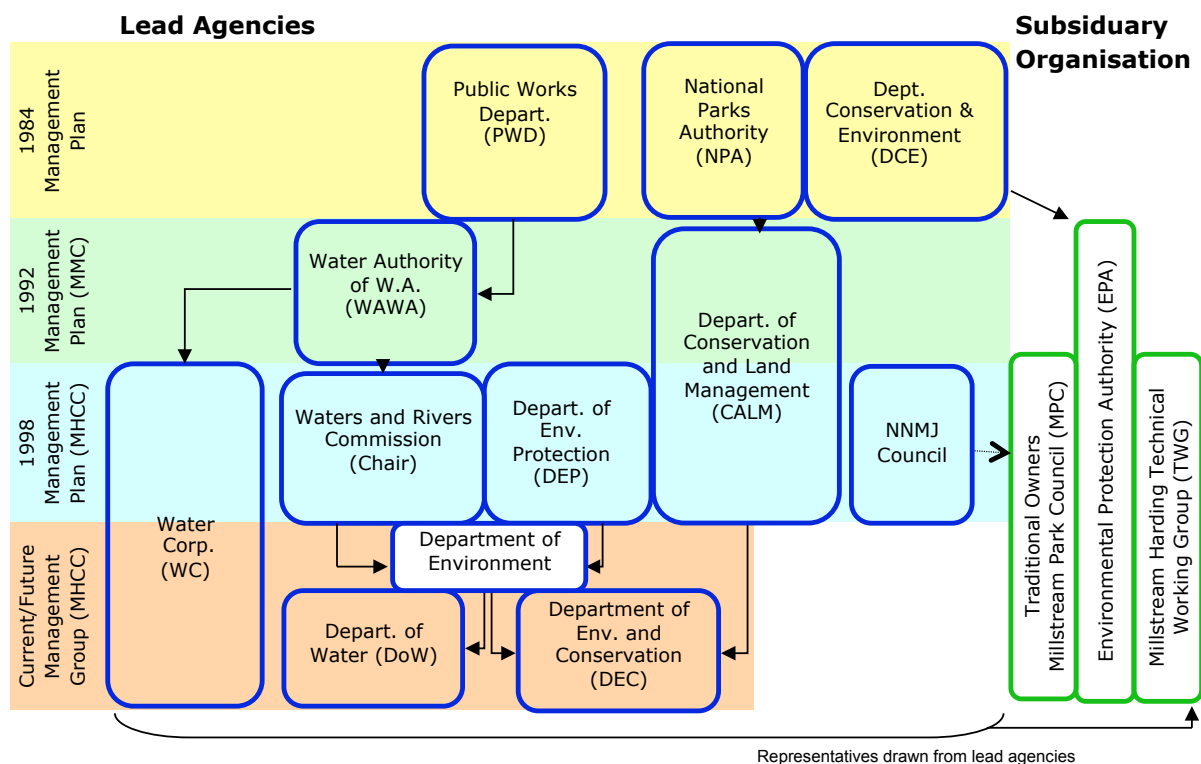 Lead Agencies
Subsiduary
Organisation
1984
Management
Plan
Public Works
Depart.
(PWD)
National
Parks
Authority
(NPA)
Dept.
Conservation &
Environment
(DCE)
1992
Management
Plan (MMC)
Water Authority
of W.A.
(WAWA)
Depart. of
Conservation
and Land
Management
(CALM)
1998
Management
Plan (MHCC)
Waters and Rivers
Commission
(Chair)
Depart. of
Env.
Protection
(DEP)
NNMJ
Council
Current/Future
Management
Group (MHCC)
Water
Corp.
(WC)
Department of
Environment
Depart. of
Water (DoW)
Department of
Env. and
Conservation
(DEC)
Traditional Owners
Millstream Park Council (MPC)
Environmental Protection Authority (EPA)
Millstream Harding Technical
Working Group (TWG)
Representatives drawn from lead agencies